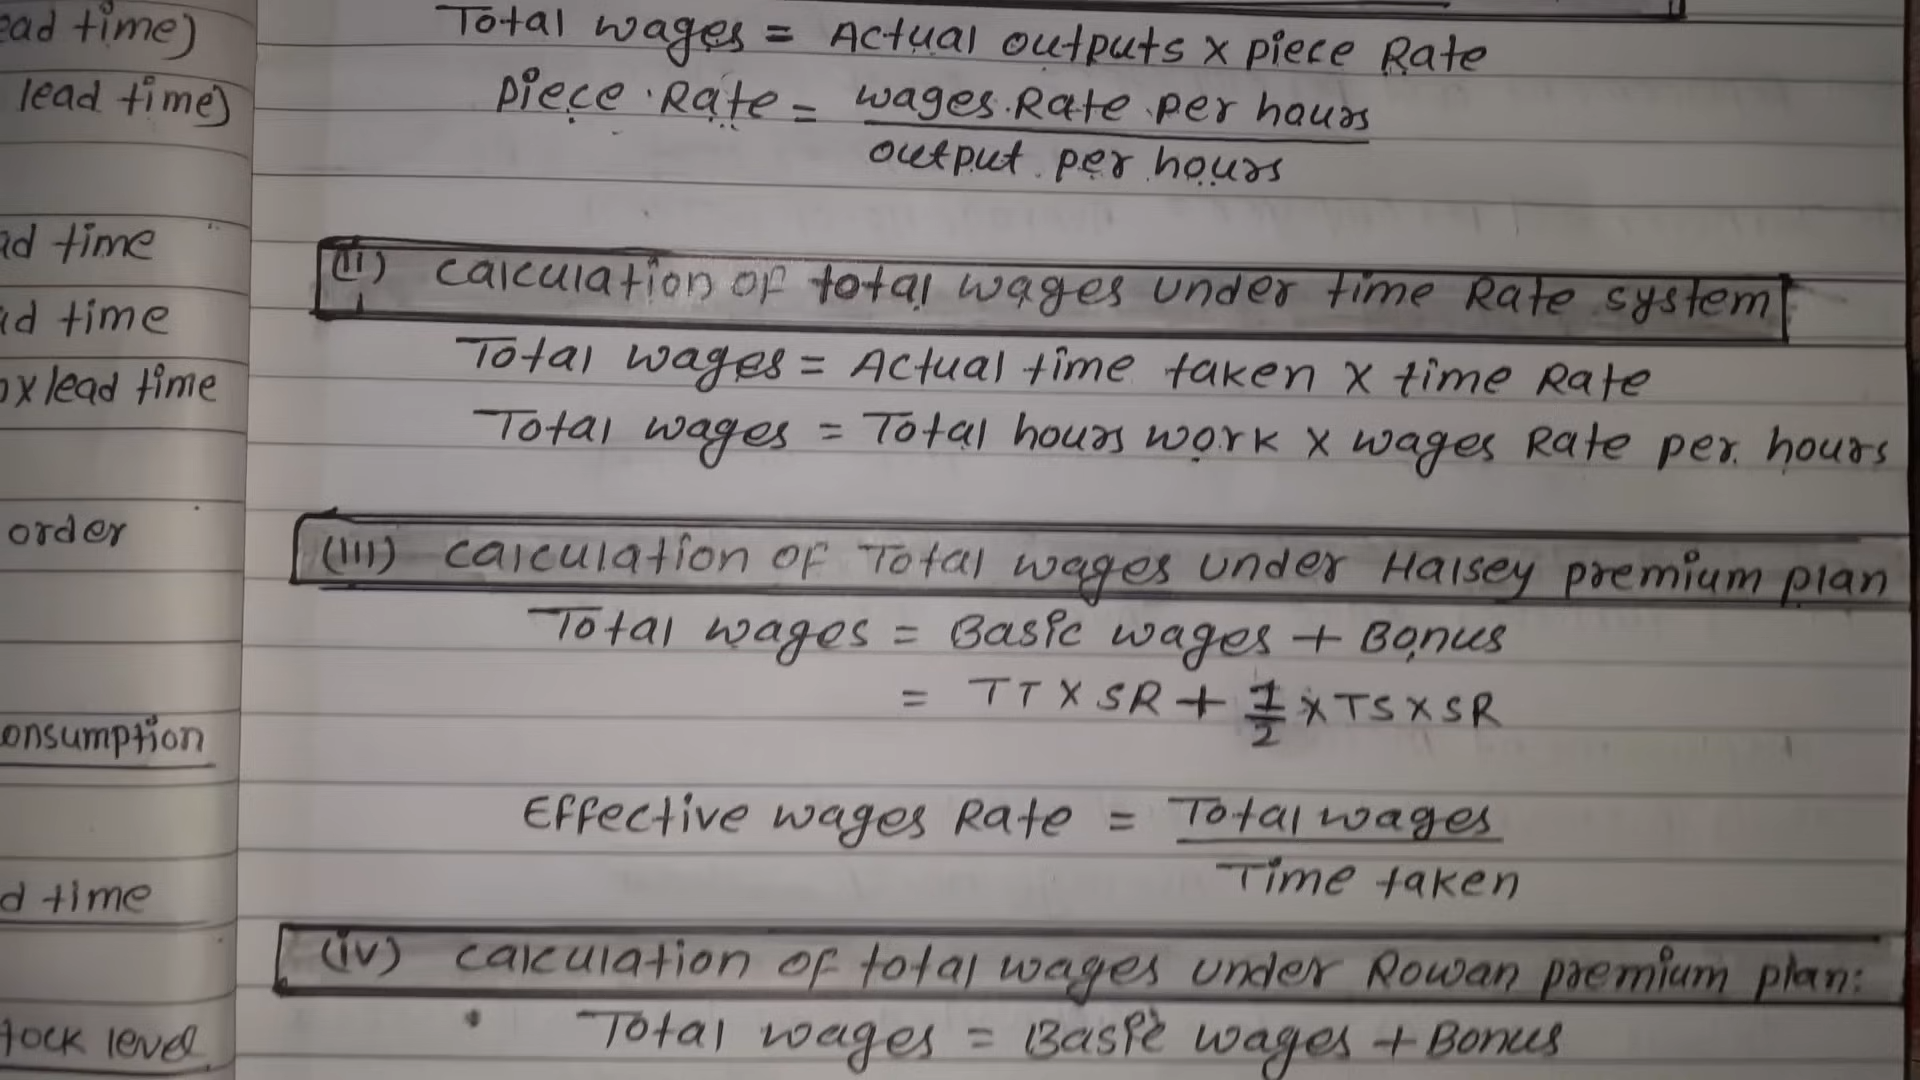 ead time)
lead time)
ad time
ad time
x lead time
order
onsumption
d time
tock level
Total wages = Actual outputs x piece Rate
piece Rate = wages Rate per hours
output per hours
(ii) calculation of total wages under time Rate system
Total wages = Actual time taken x time Rate
Total wages = Total hours work x wages Rate per hours
(iii) calculation of Total wages under Halsey premium plan
Total wages = Basic wages + Bonus
= TT x SR + 1/2 x TS x SR
Effective wages Rate = Total wages
Time taken
(iv) calculation of total wages under Rowan premium plan:
Total wages = Basic wages + Bonus